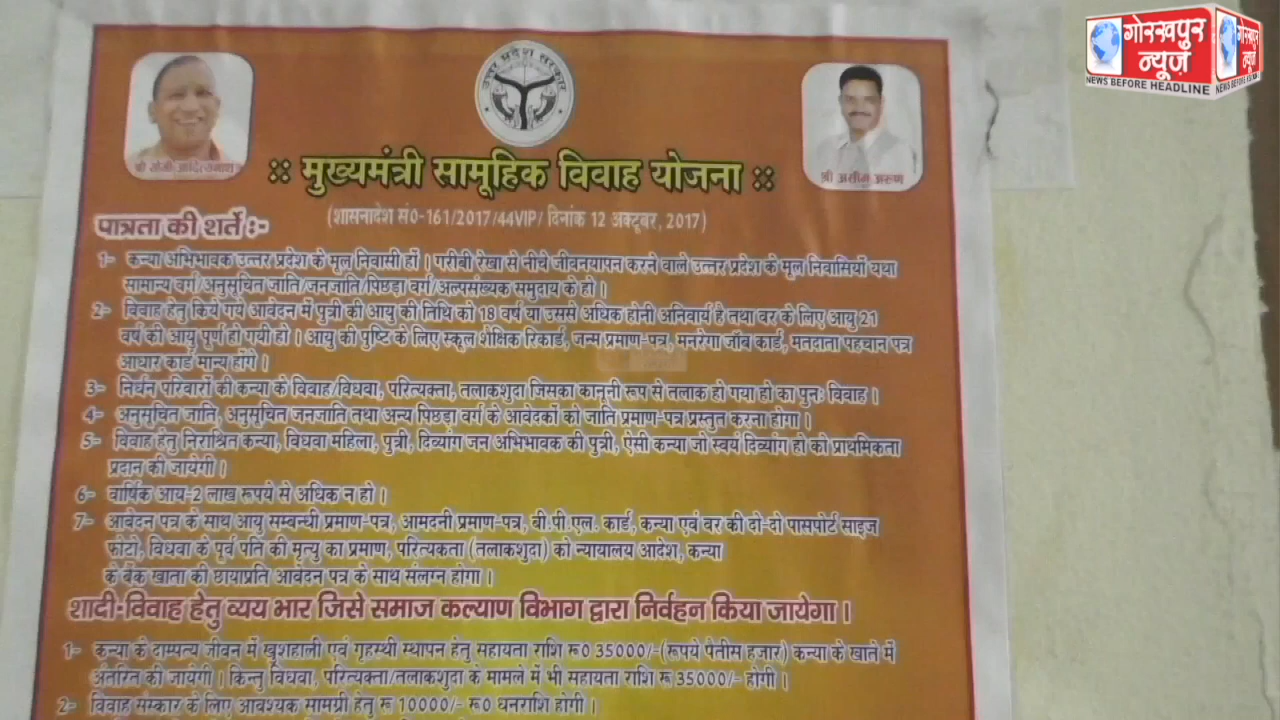 गोरखपुर
न्यूज़
NEWS BEFORE HEADLINE
उत्तर प्रदेश सरकार
श्री योगी आदित्यनाथ
श्री असीम अरुण
:: मुख्यमंत्री सामूहिक विवाह योजना ::
(शासनादेश सं0-161/2017/44VIP/ दिनांक 12 अक्टूबर, 2017)
पात्रता की शर्ते :-
1- कन्या अभिभावक उत्तर प्रदेश के मूल निवासी हों । गरीबी रेखा से नीचे जीवनयापन करने वाले उत्तर प्रदेश के मूल निवासियों यथा
सामान्य वर्ग/अनुसूचित जाति/जनजाति/पिछड़ा वर्ग/अल्पसंख्यक समुदाय के हो ।
2- विवाह हेतु किये गये आवेदन में पुत्री की आयु की तिथि को 18 वर्ष या उससे अधिक होनी अनिवार्य है तथा वर के लिए आयु 21
वर्ष की आयु पूर्ण हो गयी हो । आयु की पुष्टि के लिए स्कूल शैक्षिक रिकार्ड, जन्म प्रमाण-पत्र, मनरेगा जॉब कार्ड, मतदाता पहचान पत्र
आधार कार्ड मान्य होंगे ।
3- निर्धन परिवारों की कन्या के विवाह/विधवा, परित्यक्ता, तलाकशुदा जिसका कानूनी रूप से तलाक हो गया हो का पुनः विवाह ।
4- अनुसूचित जाति, अनुसूचित जनजाति तथा अन्य पिछड़ा वर्ग के आवेदकों को जाति प्रमाण-पत्र प्रस्तुत करना होगा ।
5- विवाह हेतु निराश्रित कन्या, विधवा महिला, पुत्री, दिव्यांग जन अभिभावक की पुत्री, ऐसी कन्या जो स्वयं दिव्यांग हो को प्राथमिकता
प्रदान की जायेगी ।
6- वार्षिक आय-2 लाख रूपये से अधिक न हो ।
7- आवेदन पत्र के साथ आयु सम्बन्धी प्रमाण-पत्र, आमदनी प्रमाण-पत्र, बी.पी.एल. कार्ड, कन्या एवं वर की दो-दो पासपोर्ट साइज
फोटो, विधवा के पूर्व पति की मृत्यु का प्रमाण, परित्यकता (तलाकशुदा) को न्यायालय आदेश, कन्या
के बैंक खाता की छायाप्रति आवेदन पत्र के साथ संलग्न होगा ।
शादी-विवाह हेतु व्यय भार जिसे समाज कल्याण विभाग द्वारा निर्वहन किया जायेगा ।
1- कन्या के दाम्पत्य जीवन में खुशहाली एवं गृहस्थी स्थापन हेतु सहायता राशि रू0 35000/-(रूपये पैतीस हजार) कन्या के खाते में
अंतरित की जायेगी । किन्तु विधवा, परित्यक्ता/तलाकशुदा के मामले में भी सहायता राशि रू 35000/- होगी ।
2- विवाह संस्कार के लिए आवश्यक सामग्री हेतु रू 10000/- रू0 धनराशि होगी ।